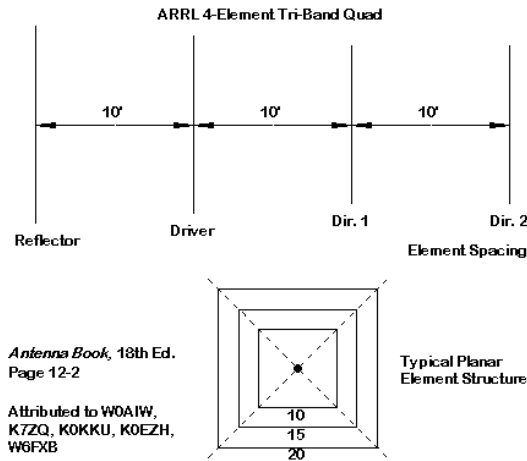 ARRL 4-Element Tri-Band Quad
10' 10' 10'
Reflector Driver Dir. 1 Dir. 2
Element Spacing
Antenna Book, 18th Ed.
Page 12-2
Attributed to W0AIW,
K7ZQ, K0KKU, K0EZH,
W6FXB
10
15
20
Typical Planar
Element Structure